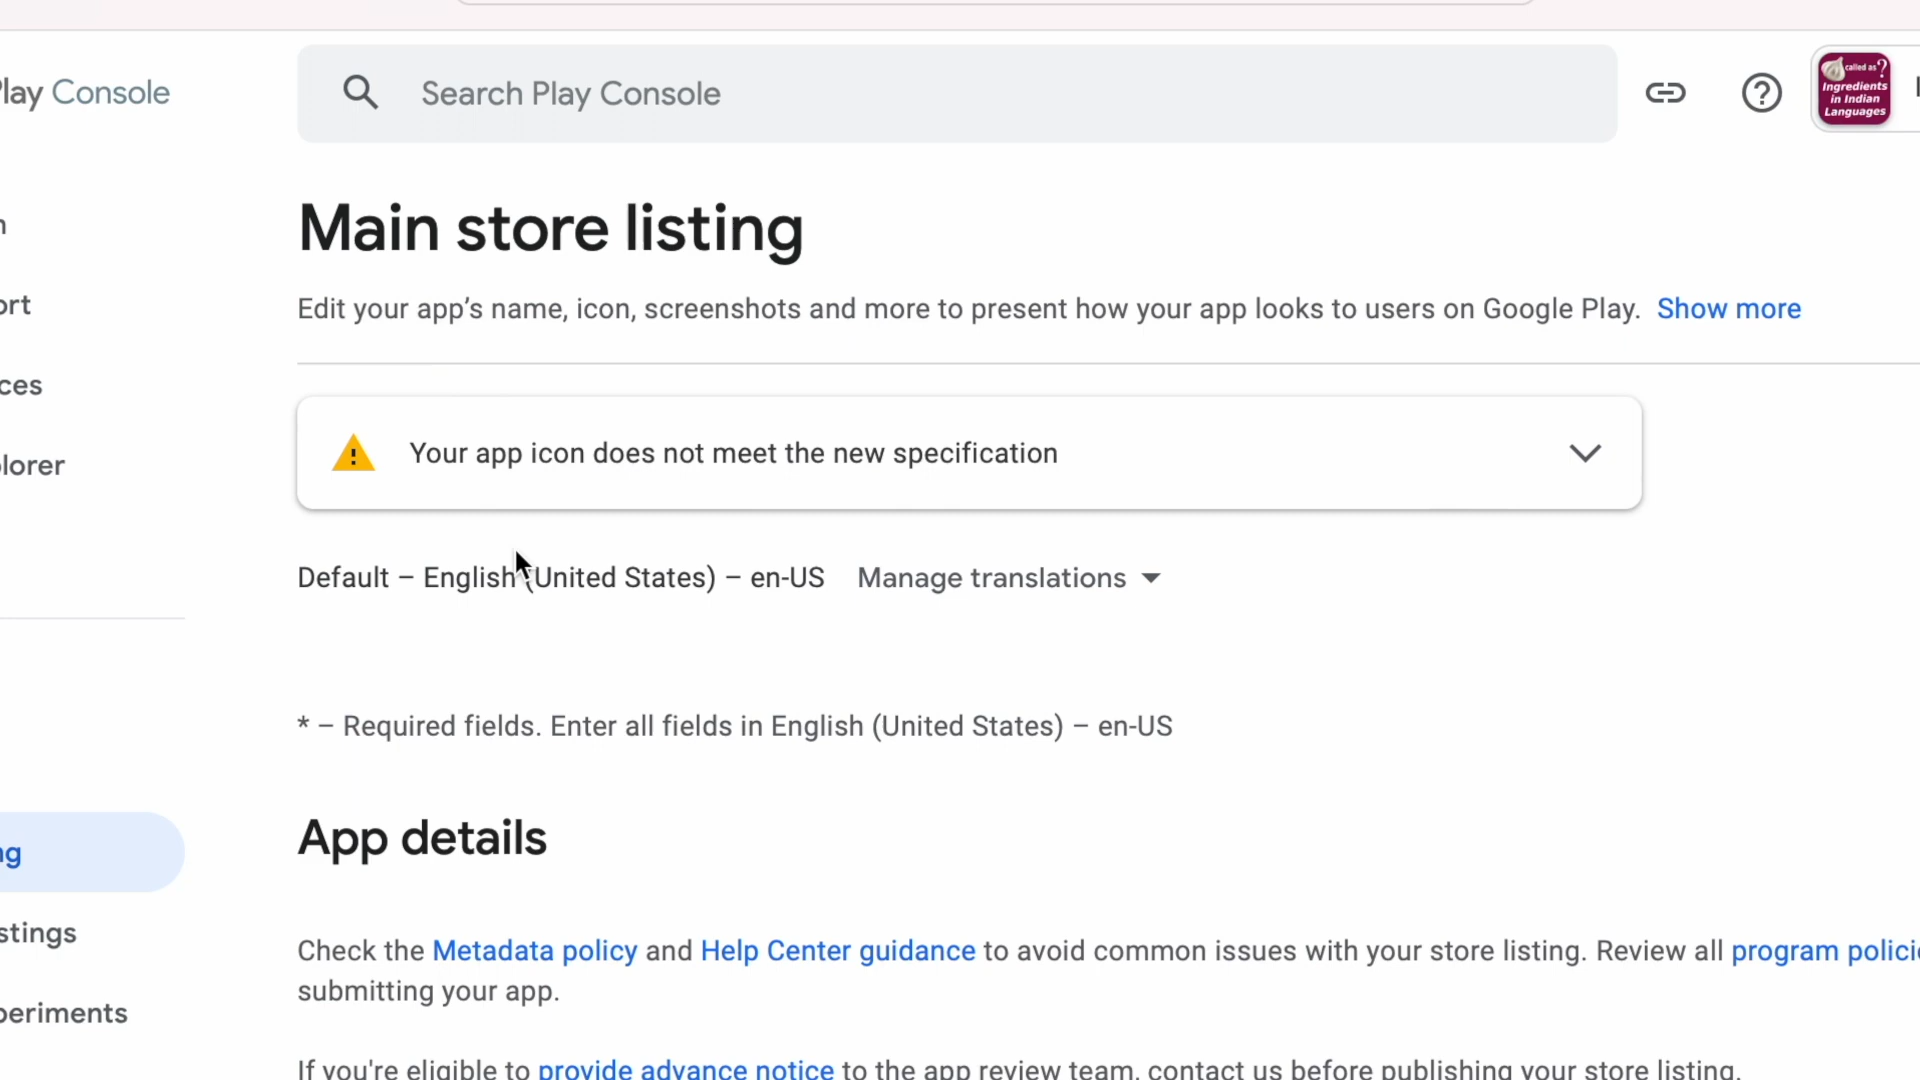 Play Console
Search Play Console
called as?
Ingredients
in Indian
Languages
Main store listing
Edit your app’s name, icon, screenshots and more to present how your app looks to users on Google Play. Show more
ort
ces
lorer
Your app icon does not meet the new specification
Default – English (United States) – en-US Manage translations
* – Required fields. Enter all fields in English (United States) – en-US
ng
stings
periments
App details
Check the Metadata policy and Help Center guidance to avoid common issues with your store listing. Review all program polici
submitting your app.
If you're eligible to provide advance notice to the app review team, contact us before publishing your store listing.